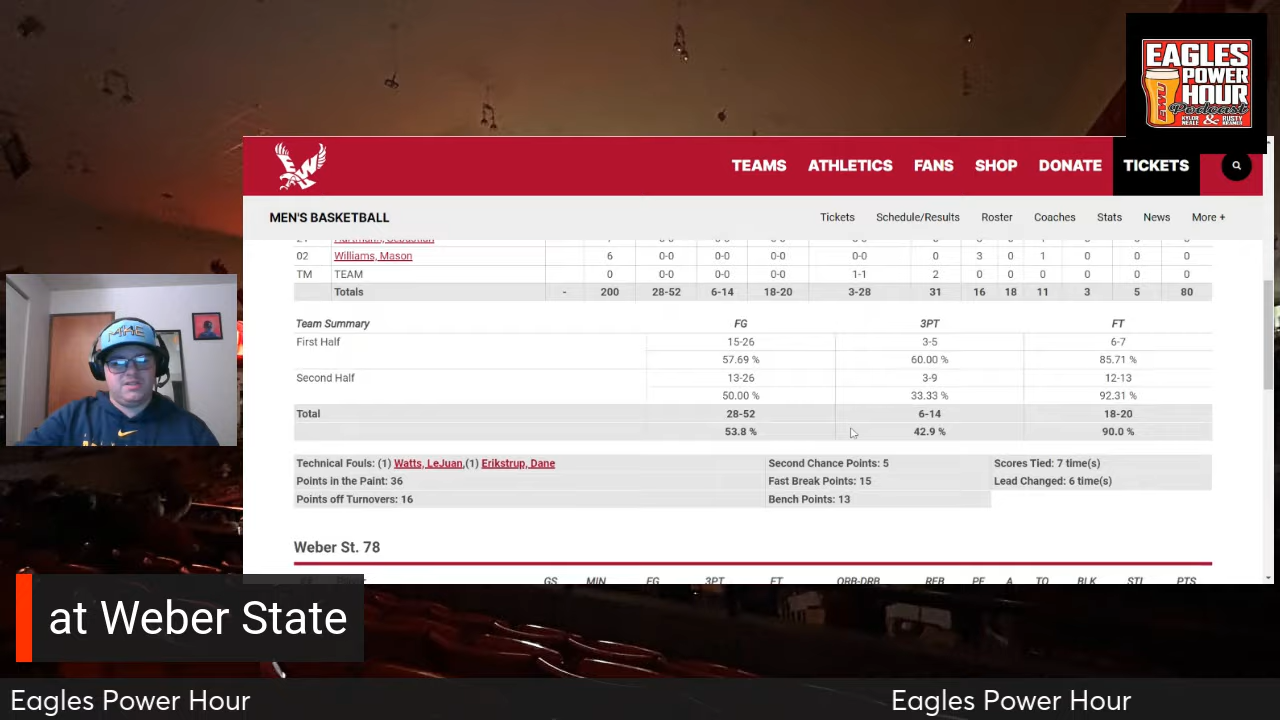 EAGLES
POWER
HOUR
Podcast
EWU
KYLOR NEALE & RUSTY
TEAMS ATHLETICS FANS SHOP DONATE TICKETS
MEN'S BASKETBALL Tickets Schedule/Results Roster Coaches Stats News More +
02 Williams, Mason 6 0-0 0-0 0-0 0-0 0 3 0 1 0 0 0
TM TEAM 0 0-0 0-0 0-0 1-1 2 0 0 0 0 0 0
Totals - 200 28-52 6-14 18-20 3-28 31 16 18 11 3 5 80
Team Summary FG 3PT FT
First Half 15-26 3-5 6-7
57.69 % 60.00 % 85.71 %
Second Half 13-26 3-9 12-13
50.00 % 33.33 % 92.31 %
Total 28-52 6-14 18-20
53.8 % 42.9 % 90.0 %
Technical Fouls: (1) Watts, LeJuan,(1) Erikstrup, Dane Second Chance Points: 5 Scores Tied: 7 time(s)
Points in the Paint: 36 Fast Break Points: 15 Lead Changed: 6 time(s)
Points off Turnovers: 16 Bench Points: 13
Weber St. 78
GS MIN FG 3PT FT ORB-DRB REB PF A TO BLK STL PTS
at Weber State
Eagles Power Hour Eagles Power Hour